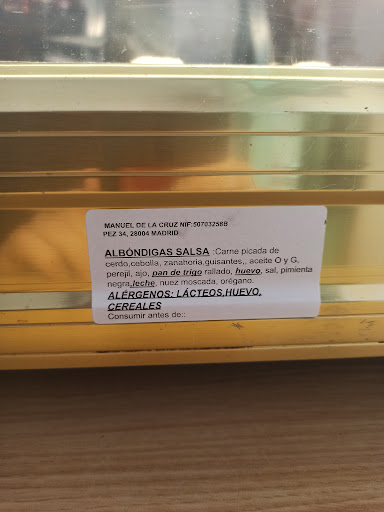 MANUEL DE LA CRUZ NIF:50703258B
PEZ 34, 28004 MADRID
ALBÓNDIGAS SALSA :Carne picada de
cerdo,cebolla, zanahoria,guisantes,, aceite O y G,
perejil, ajo, pan de trigo rallado, huevo, sal, pimienta
negra,leche, nuez moscada, orégano.
ALÉRGENOS: LÁCTEOS,HUEVO,
CEREALES
Consumir antes de::